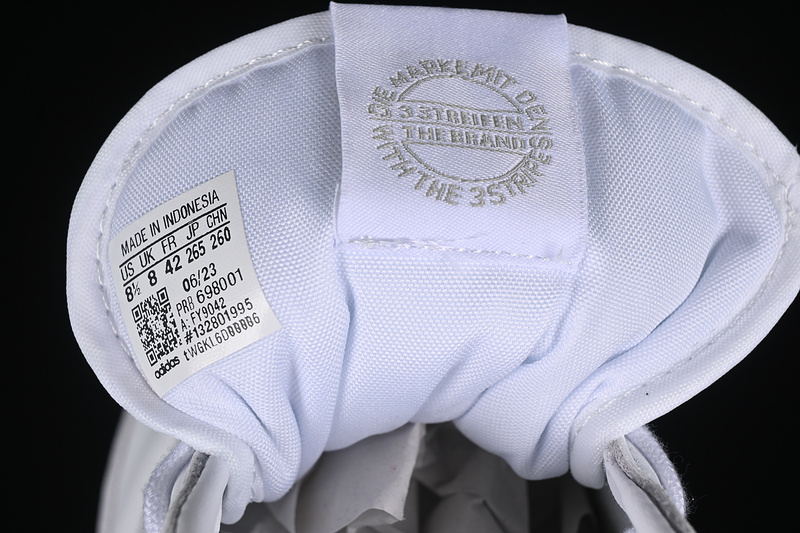 DIE MARKE MIT DEN
3 STREIFEN
THE BRAND
WITH THE 3 STRIPES
MADE IN INDONESIA
US UK FR JP CHN
8½ 8 42 265 260
06/23
PRB 698001
A: FY9042
#132801995
adidas